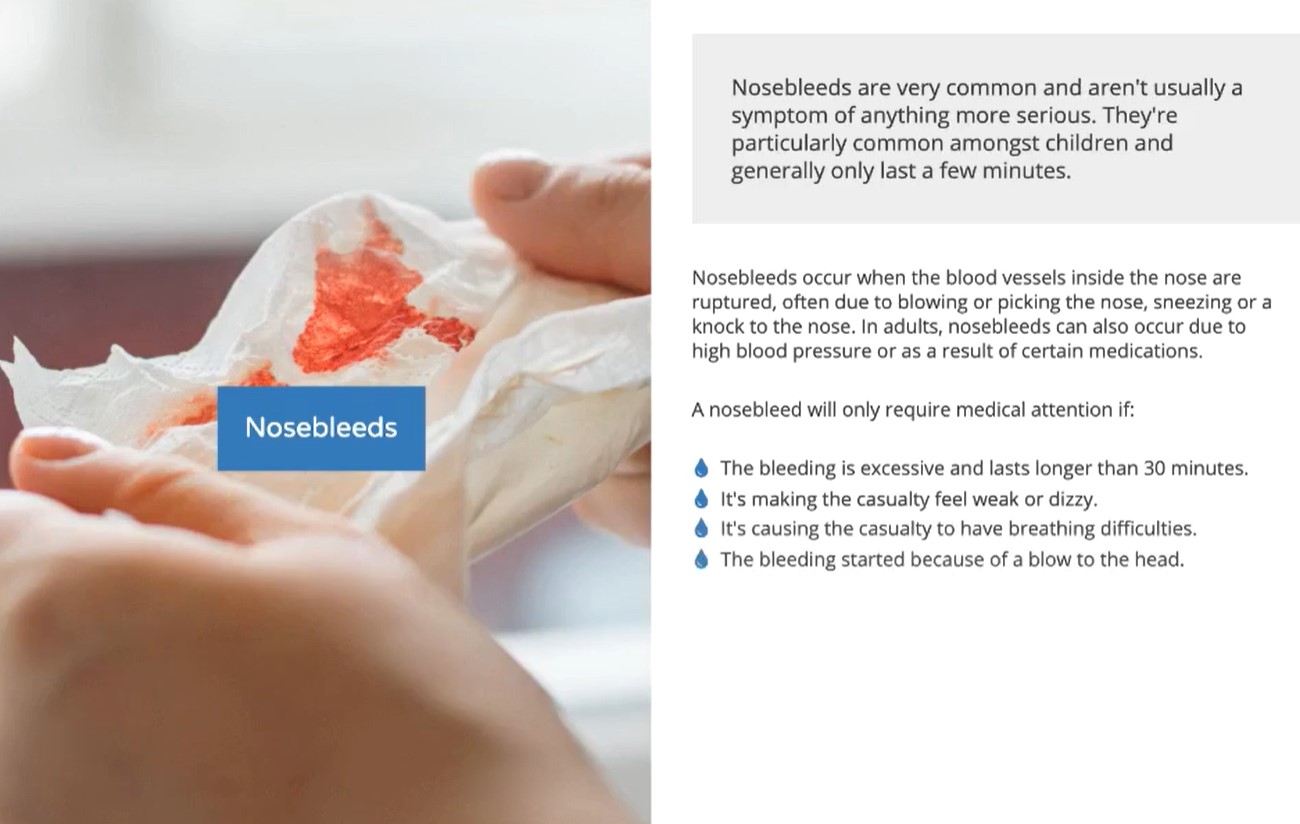 Nosebleeds
Nosebleeds are very common and aren't usually a
symptom of anything more serious. They're
particularly common amongst children and
generally only last a few minutes.
Nosebleeds occur when the blood vessels inside the nose are
ruptured, often due to blowing or picking the nose, sneezing or a
knock to the nose. In adults, nosebleeds can also occur due to
high blood pressure or as a result of certain medications.
A nosebleed will only require medical attention if:
The bleeding is excessive and lasts longer than 30 minutes.
It's making the casualty feel weak or dizzy.
It's causing the casualty to have breathing difficulties.
The bleeding started because of a blow to the head.